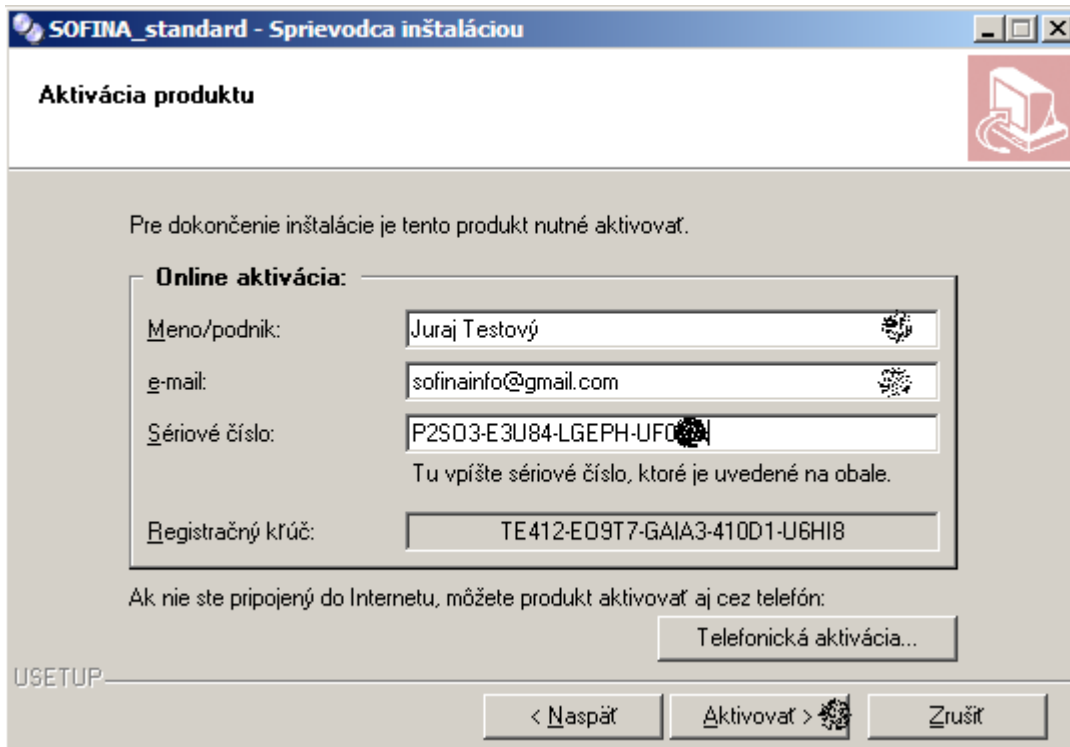 SOFINA_standard - Sprievodca inštaláciou
Aktivácia produktu
Pre dokončenie inštalácie je tento produkt nutné aktivovať.
Online aktivácia:
Meno/podnik: Juraj Testový
e-mail: sofinainfo@gmail.com
Sériové číslo:
Tu vpíšte sériové číslo, ktoré je uvedené na obale.
Registračný kľúč: TE412-EO9T7-GAIA3-410D1-U6HI8
Ak nie ste pripojený do Internetu, môžete produkt aktivovať aj cez telefón:
Telefonická aktivácia...
USETUP
< Naspäť Aktivovať > Zrušiť